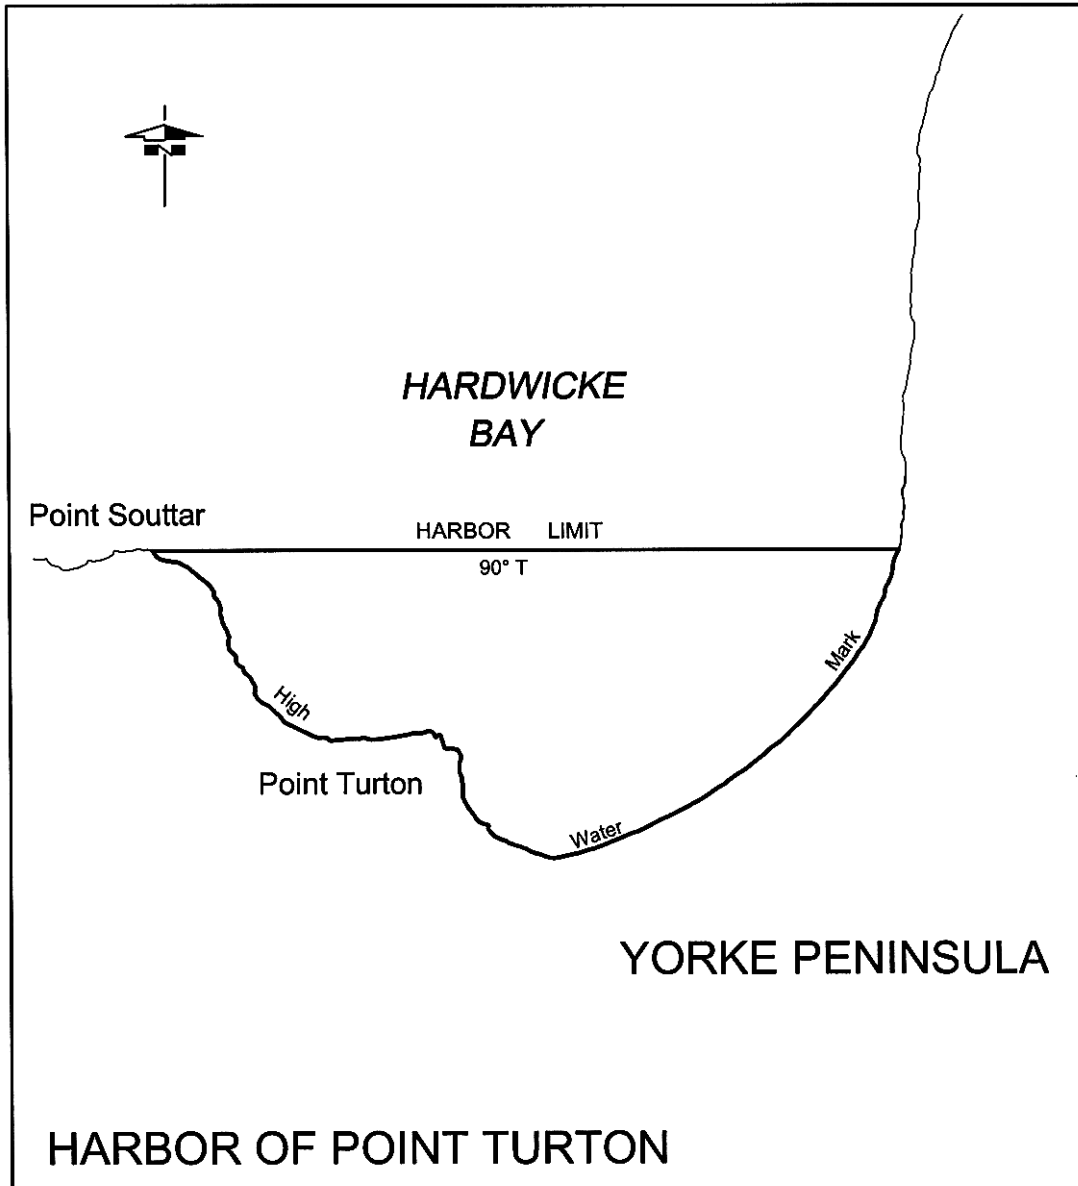 N
HARDWICKE
BAY
Point Souttar
HARBOR LIMIT
90° T
Mark
High
Point Turton
Water
YORKE PENINSULA
HARBOR OF POINT TURTON